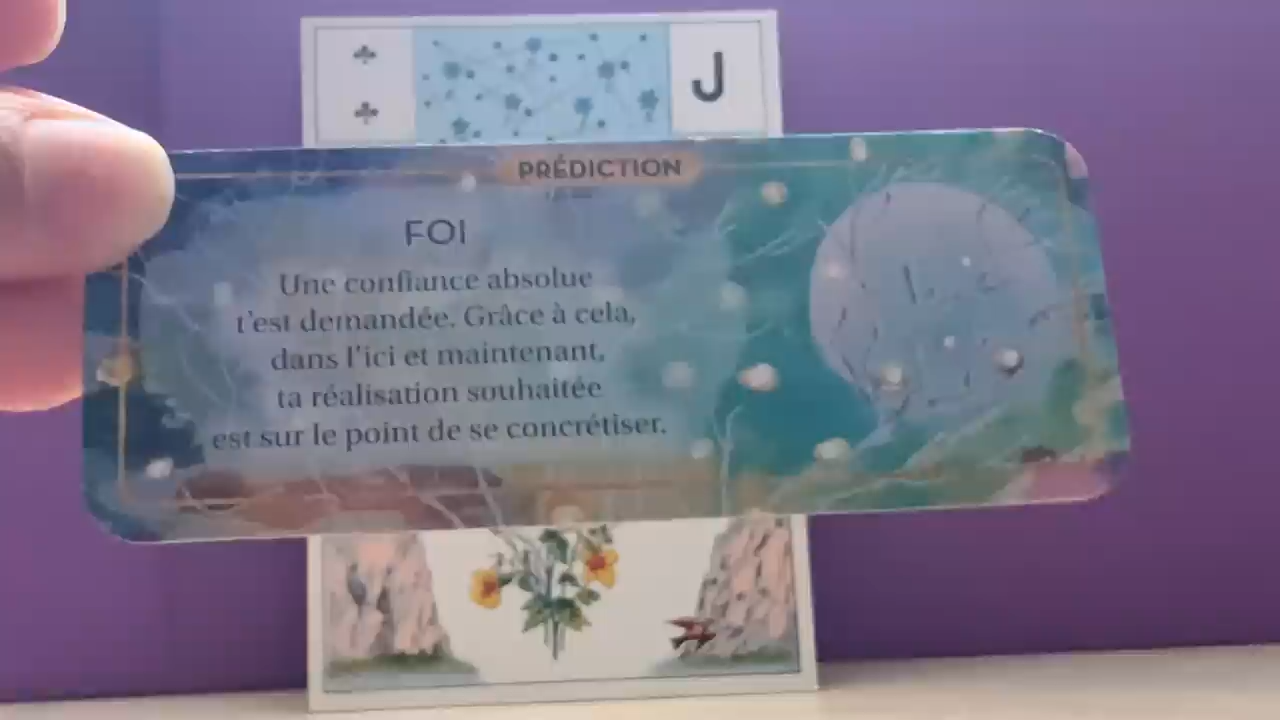 J
PRÉDICTION
FOI
Une confiance absolue
t'est demandée. Grâce à cela,
dans l'ici et maintenant,
ta réalisation souhaitée
est sur le point de se concrétiser.